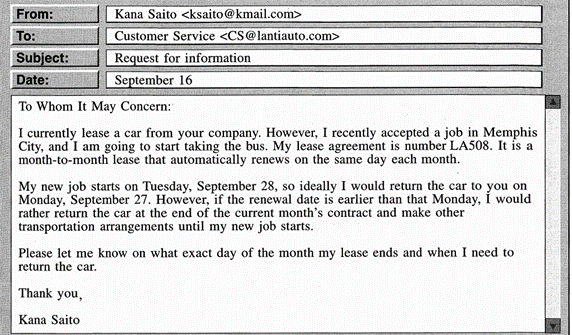 From: Kana Saito <ksaito@kmail.com>
To: Customer Service <CS@lantiauto.com>
Subject: Request for information
Date: September 16
To Whom It May Concern:
I currently lease a car from your company. However, I recently accepted a job in Memphis
City, and I am going to start taking the bus. My lease agreement is number LA508. It is a
month-to-month lease that automatically renews on the same day each month.
My new job starts on Tuesday, September 28, so ideally I would return the car to you on
Monday, September 27. However, if the renewal date is earlier than that Monday, I would
rather return the car at the end of the current month's contract and make other
transportation arrangements until my new job starts.
Please let me know on what exact day of the month my lease ends and when I need to
return the car.
Thank you,
Kana Saito